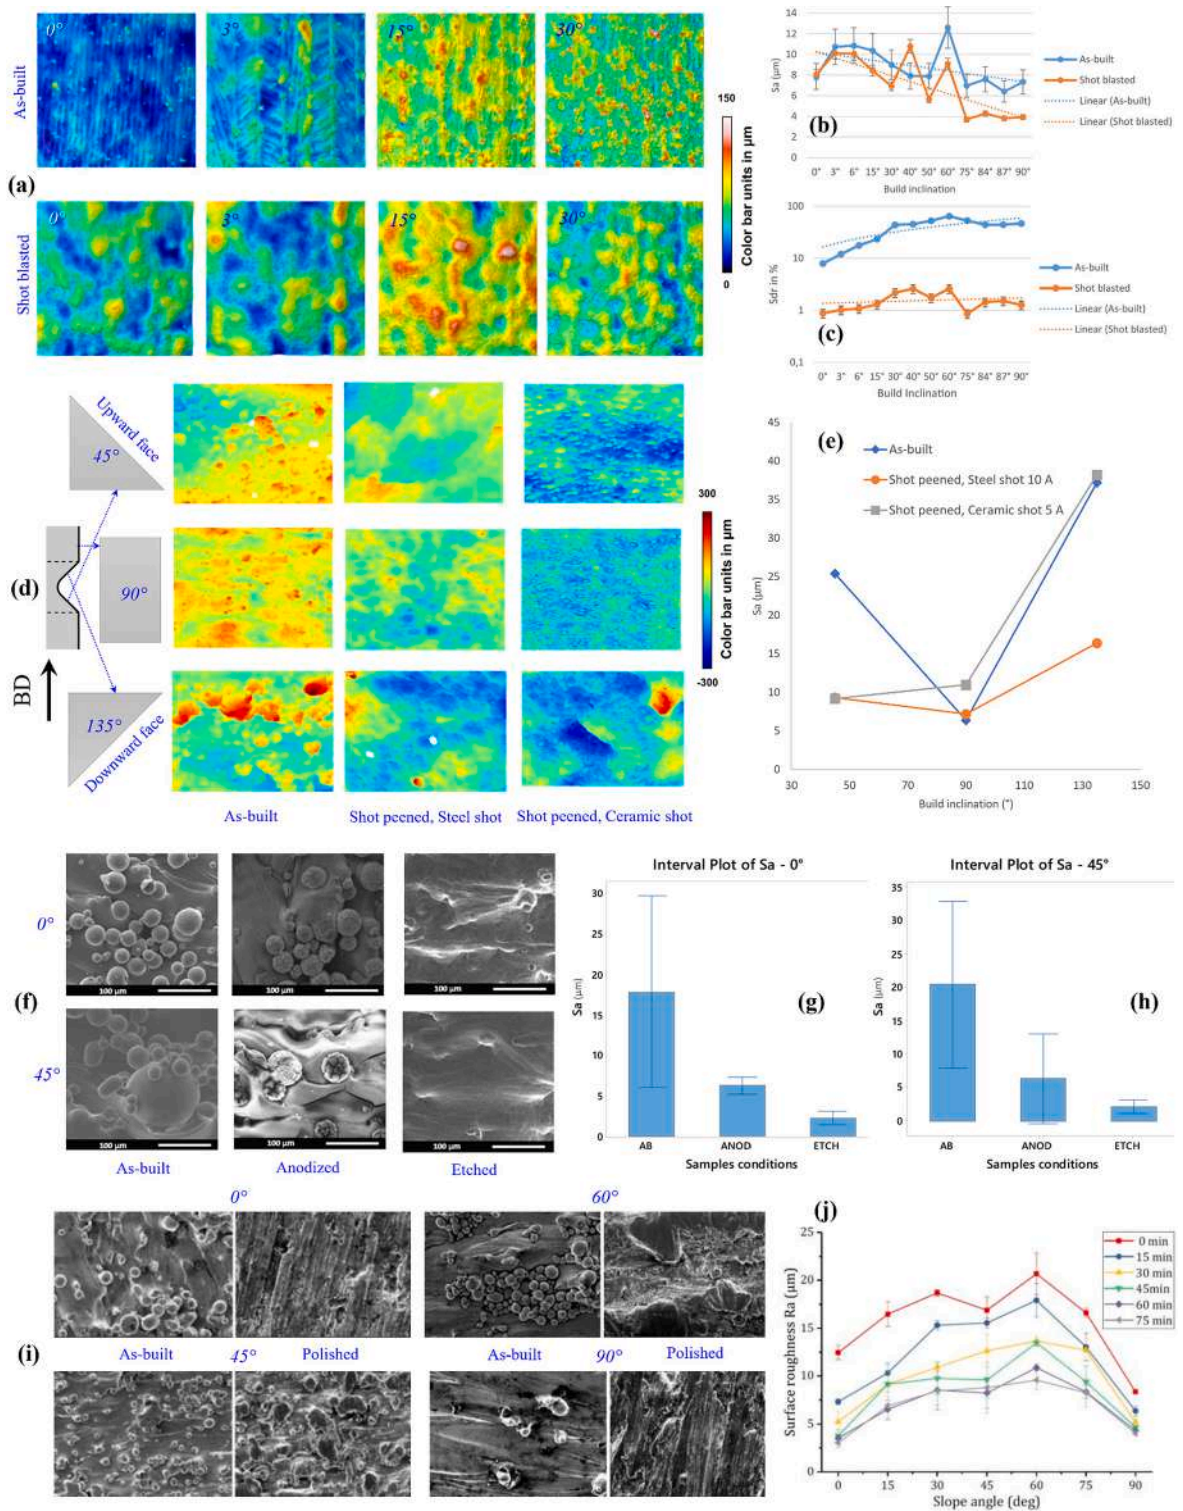 0°
3°
15°
30°
As-built
(a)
0°
3°
15°
30°
Shot blasted
150
Color bar units in µm
0
14
12
10
8
6
4
2
0
Sa (µm)
0° 3° 6° 15° 30° 40° 50° 60° 75° 84° 87° 90°
Build inclination
(b)
As-built
Shot blasted
Linear (As-built)
Linear (Shot blasted)
100
10
1
0,1
Sdr in %
0° 3° 6° 15° 30° 40° 50° 60° 75° 84° 87° 90°
Build Inclination
(c)
As-built
Shot blasted
Linear (As-built)
Linear (Shot blasted)
(d)
45°
Upward face
90°
135°
Downward face
BD
As-built
Shot peened, Steel shot
Shot peened, Ceramic shot
300
Color bar units in µm
-300
(e)
As-built
Shot peened, Steel shot 10 A
Shot peened, Ceramic shot 5 A
45
40
35
30
25
20
15
10
5
0
Sa(µm)
30 50 70 90 110 130 150
Build inclination (°)
(f)
0°
100 µm
100 µm
100 µm
45°
100 µm
100 µm
100 µm
As-built
Anodized
Etched
Interval Plot of Sa - 0°
30
25
20
15
10
5
0
Sa (µm)
(g)
AB ANOD ETCH
Samples conditions
Interval Plot of Sa - 45°
35
30
25
20
15
10
5
0
Sa (µm)
(h)
AB ANOD ETCH
Samples conditions
(i)
0°
60°
As-built
45°
Polished
As-built
90°
Polished
(j)
25
20
15
10
5
0
Surface roughness Ra (µm)
0 min
15 min
30 min
45min
60 min
75 min
0 15 30 45 60 75 90
Slope angle (deg)